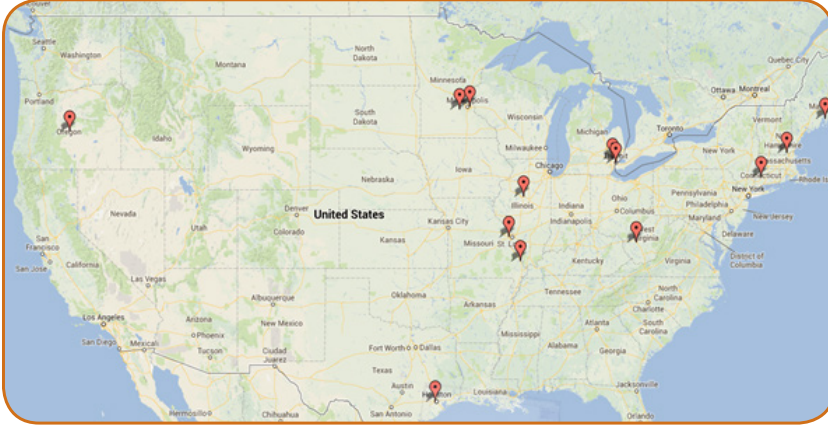 Quebec City
Seattle
Washington
North
Dakota
Montana
Minnesota
Ottawa
Montreal
Portland
South
Dakota
Vermont
Oregon
Idaho
Wisconsin
Toronto
Michigan
Milwaukee
Wyoming
New York
Chicago
Iowa
Connecticut
Rhode Is
Nebraska
Pennsylvania
New York
Illinois
Indiana
Ohio
Columbus
Indianapolis
Philadelphia
Nevada
Denver
United States
Maryland
New Jersey
Utah
Colorado
Kansas City
Delaware
San
Francisco
Kansas
Missouri
Virginia
District of
Columbia
San Jose
California
Kentucky
Las Vegas
North
Carolina
Tennessee
Albuquerque
Oklahoma
Charlotte
Arkansas
Los Angeles
Arizona
New Mexico
Atlanta
South
Carolina
Phoenix
Mississippi
San Diego
Mexicali
Tucson
Ciudad
Juarez
Fort Worth
Dallas
Alabama
Georgia
Texas
Austin
Louisiana
Jacksonville
San Antonio
Hermosillo
Chihuahua
Orlando